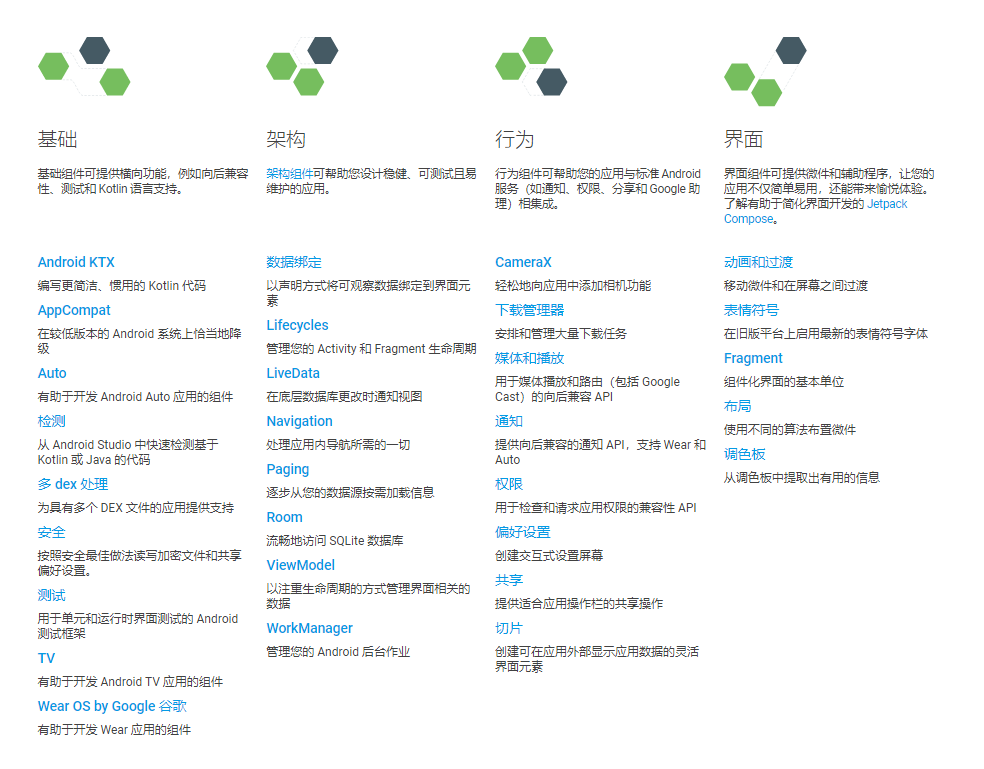 基础
基础组件可提供横向功能，例如向后兼容
性、测试和 Kotlin 语言支持。
Android KTX
编写更简洁、惯用的 Kotlin 代码
AppCompat
在较低版本的 Android 系统上恰当地降
级
Auto
有助于开发 Android Auto 应用的组件
检测
从 Android Studio 中快速检测基于
Kotlin 或 Java 的代码
多 dex 处理
为具有多个 DEX 文件的应用提供支持
安全
按照安全最佳做法读写加密文件和共享
偏好设置。
测试
用于单元和运行时界面测试的 Android
测试框架
TV
有助于开发 Android TV 应用的组件
Wear OS by Google 谷歌
有助于开发 Wear 应用的组件
架构
架构组件可帮助您设计稳健、可测试且易
维护的应用。
数据绑定
以声明方式将可观察数据绑定到界面元
素
Lifecycles
管理您的 Activity 和 Fragment 生命周期
LiveData
在底层数据库更改时通知视图
Navigation
处理应用内导航所需的一切
Paging
逐步从您的数据源按需加载信息
Room
流畅地访问 SQLite 数据库
ViewModel
以注重生命周期的方式管理界面相关的
数据
WorkManager
管理您的 Android 后台作业
行为
行为组件可帮助您的应用与标准 Android
服务（如通知、权限、分享和 Google 助
理）相集成。
CameraX
轻松地向应用中添加相机功能
下载管理器
安排和管理大量下载任务
媒体和播放
用于媒体播放和路由（包括 Google
Cast）的向后兼容 API
通知
提供向后兼容的通知 API，支持 Wear 和
Auto
权限
用于检查和请求应用权限的兼容性 API
偏好设置
创建交互式设置屏幕
共享
提供适合应用操作栏的共享操作
切片
创建可在应用外部显示应用数据的灵活
界面元素
界面
界面组件可提供微件和辅助程序，让您的
应用不仅简单易用，还能带来愉悦体验。
了解有助于简化界面开发的 Jetpack
Compose。
动画和过渡
移动微件和在屏幕之间过渡
表情符号
在旧版平台上启用最新的表情符号字体
Fragment
组件化界面的基本单位
布局
使用不同的算法布置微件
调色板
从调色板中提取出有用的信息